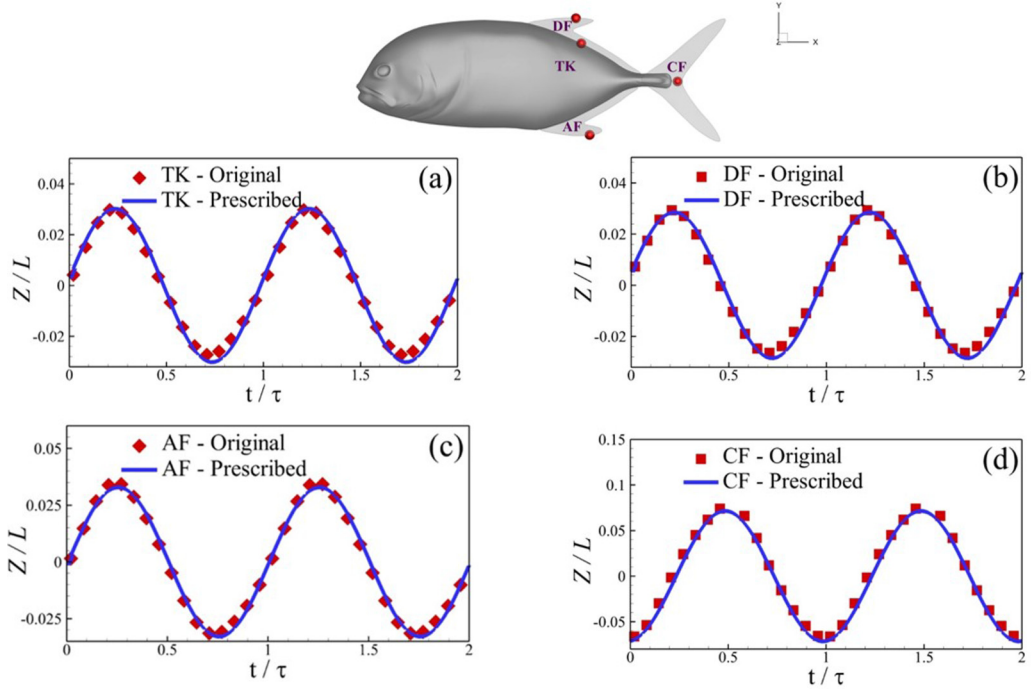 DF
TK
CF
AF
Y
Z
X
TK - Original
TK - Prescribed
(a)
0.04
0.02
0
-0.02
Z / L
0
0.5
1
1.5
2
t / τ
DF - Original
DF - Prescribed
(b)
0.04
0.02
0
-0.02
Z / L
0
0.5
1
1.5
2
t / τ
AF - Original
AF - Prescribed
(c)
0.05
0.025
0
-0.025
Z / L
0
0.5
1
1.5
2
t / τ
CF - Original
CF - Prescribed
(d)
0.15
0.1
0.05
0
-0.05
Z / L
0
0.5
1
1.5
2
t / τ